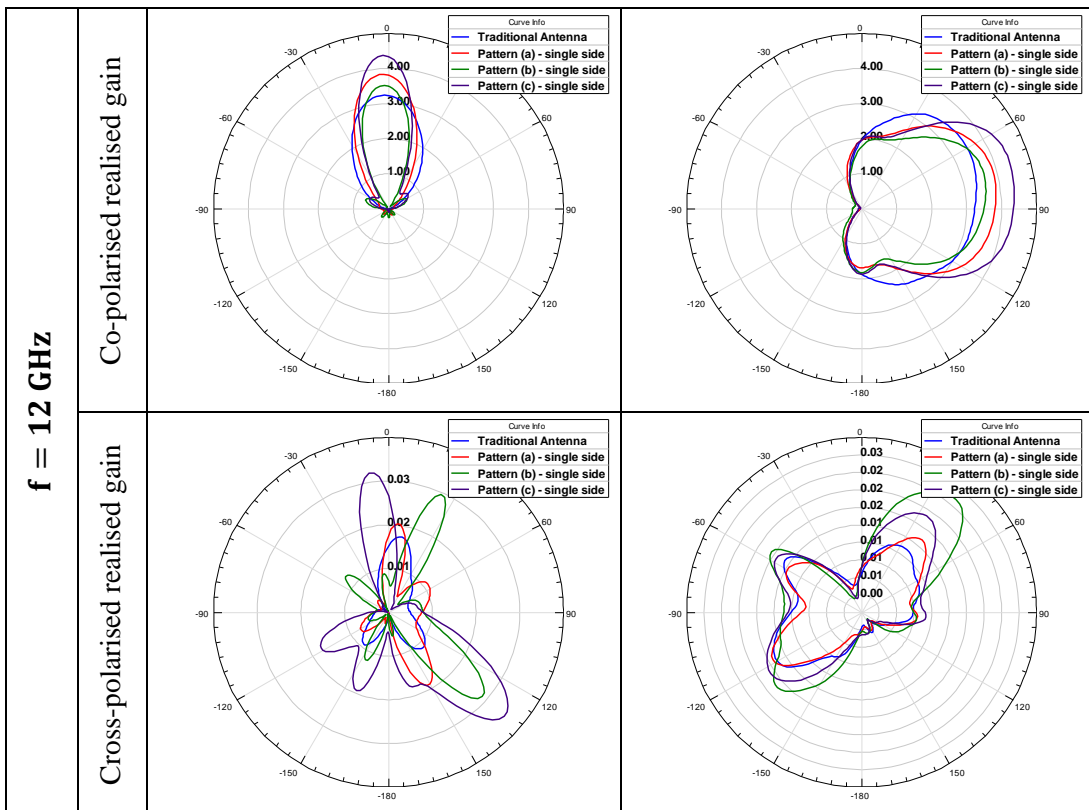 f = 12 GHz
Co-polarised realised gain
Curve Info
Traditional Antenna
Pattern (a) - single side
Pattern (b) - single side
Pattern (c) - single side
0
-30
-60
60
-90
90
-120
120
-150
150
-180
4.00
3.00
2.00
1.00
Curve Info
Traditional Antenna
Pattern (a) - single side
Pattern (b) - single side
Pattern (c) - single side
0
-30
-60
60
-90
90
-120
120
-150
150
-180
4.00
3.00
2.00
1.00
Cross-polarised realised gain
Curve Info
Traditional Antenna
Pattern (a) - single side
Pattern (b) - single side
Pattern (c) - single side
0
-30
-60
60
-90
90
-120
120
-150
150
-180
0.03
0.02
0.01
Curve Info
Traditional Antenna
Pattern (a) - single side
Pattern (b) - single side
Pattern (c) - single side
0
-30
-60
60
-90
90
-120
120
-150
150
-180
0.03
0.02
0.02
0.02
0.01
0.01
0.01
0.01
0.00